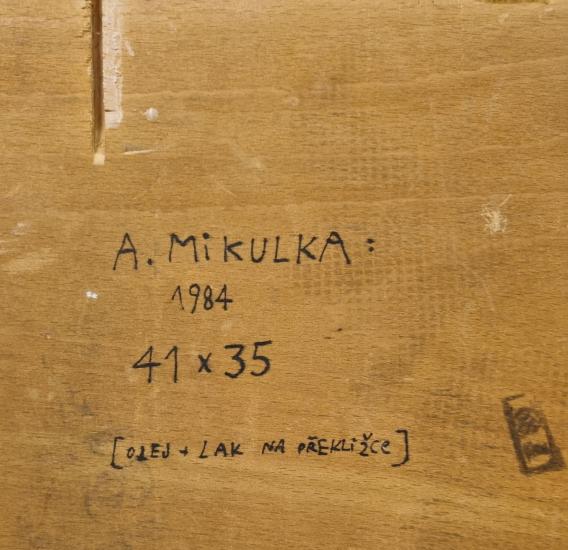 A. MiKULKA:
1984
41 x 35
[OLEJ + LAK NA PŘEKLiŽCe]